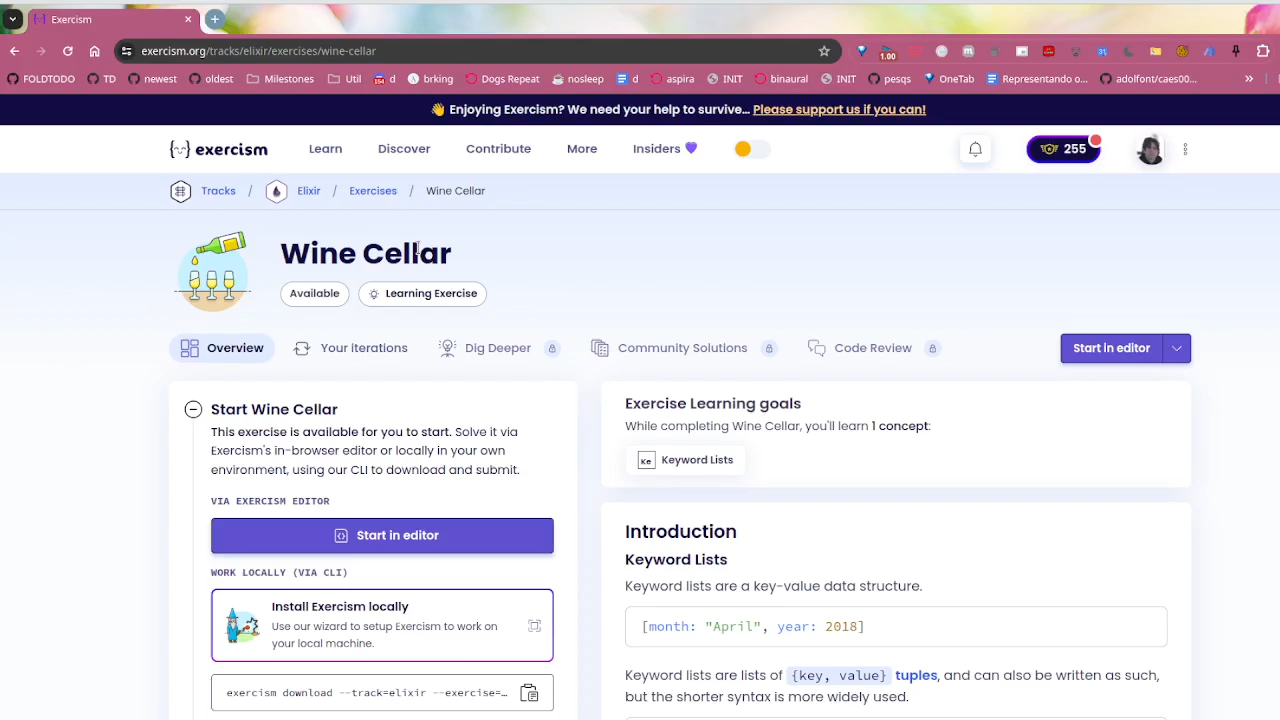 Exercism
exercism.org/tracks/elixir/exercises/wine-cellar
1.00
FOLDTODO TD newest oldest Milestones Util d brking Dogs Repeat nosleep d aspira INIT binaural INIT pesqs OneTab Representando o... adolfont/caes00...
👋 Enjoying Exercism? We need your help to survive... Please support us if you can!
exercism Learn Discover Contribute More Insiders 💜 255
Tracks / Elixir / Exercises / Wine Cellar
Wine Cellar
Available Learning Exercise
Overview Your iterations Dig Deeper Community Solutions Code Review Start in editor
Start Wine Cellar
This exercise is available for you to start. Solve it via
Exercism's in-browser editor or locally in your own
environment, using our CLI to download and submit.
VIA EXERCISM EDITOR
Start in editor
WORK LOCALLY (VIA CLI)
Install Exercism locally
Use our wizard to setup Exercism to work on
your local machine.
exercism download --track=elixir --exercise=…
Exercise Learning goals
While completing Wine Cellar, you'll learn 1 concept:
Ke Keyword Lists
Introduction
Keyword Lists
Keyword lists are a key-value data structure.
[month: "April", year: 2018]
Keyword lists are lists of {key, value} tuples, and can also be written as such,
but the shorter syntax is more widely used.